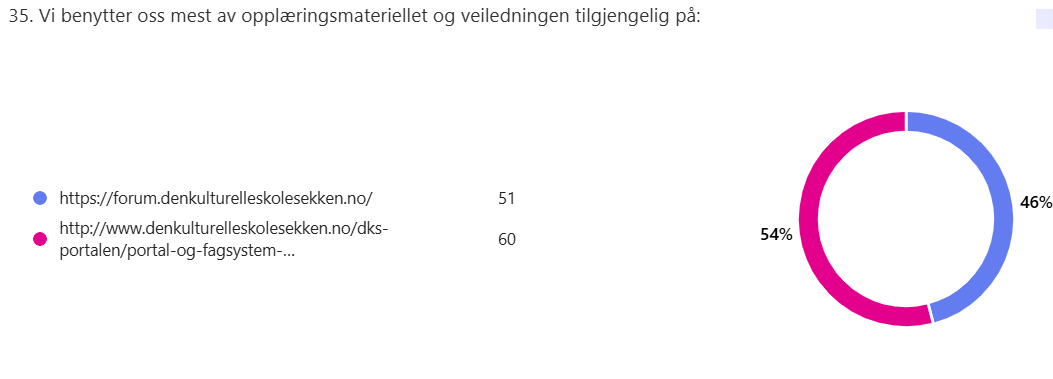 35. Vi benytter oss mest av opplæringsmateriellet og veiledningen tilgjengelig på:
https://forum.denkulturelleskolesekken.no/ 51
http://www.denkulturelleskolesekken.no/dks-
portalen/portal-og-fagsystem-... 60
46%
54%